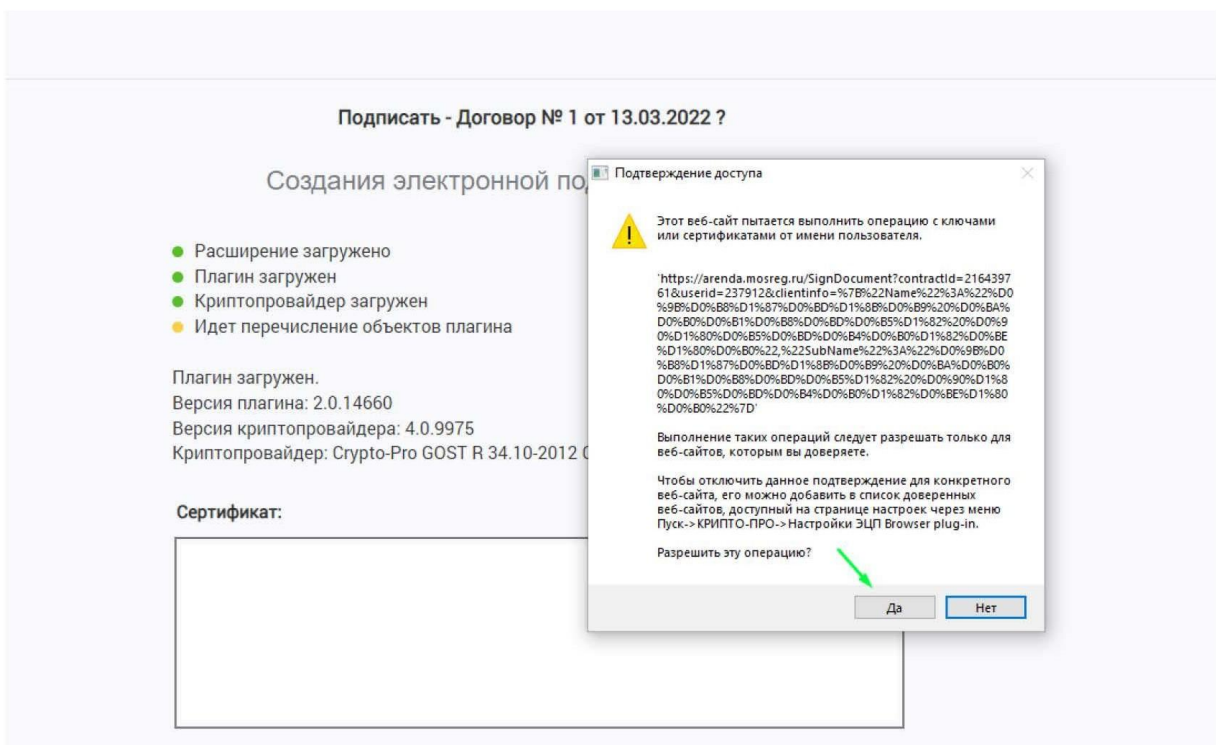 Подписать - Договор № 1 от 13.03.2022 ?
Создания электронной по
Расширение загружено
Плагин загружен
Криптопровайдер загружен
Идет перечисление объектов плагина
Плагин загружен.
Версия плагина: 2.0.14660
Версия криптопровайдера: 4.0.9975
Криптопровайдер: Crypto-Pro GOST R 34.10-2012
Сертификат:
Подтверждение доступа
Этот веб-сайт пытается выполнить операцию с ключами
или сертификатами от имени пользователя.
'https://arenda.mosreg.ru/SignDocument?contractId=2164397
61&userid=237912&clientinfo=%7B%22Name%22%3A%22%D0
%9B%D0%B8%D1%87%D0%BD%D1%8B%D0%B9%20%D0%BA%
D0%B0%D0%B1%D0%B8%D0%BD%D0%B5%D1%82%20%D0%9
0%D1%80%D0%B5%D0%BD%D0%B4%D0%B0%D1%82%D0%BE
%D1%80%D0%B0%22,%22SubName%22%3A%22%D0%9B%D0
%B8%D1%87%D0%BD%D1%8B%D0%B9%20%D0%BA%D0%B0%
D0%B1%D0%B8%D0%BD%D0%B5%D1%82%20%D0%90%D1%8
0%D0%B5%D0%BD%D0%B4%D0%B0%D1%82%D0%BE%D1%80
%D0%B0%22%7D'
Выполнение таких операций следует разрешать только для
веб-сайтов, которым вы доверяете.
Чтобы отключить данное подтверждение для конкретного
веб-сайта, его можно добавить в список доверенных
веб-сайтов, доступный на странице настроек через меню
Пуск->КРИПТО-ПРО->Настройки ЭЦП Browser plug-in.
Разрешить эту операцию?
Да
Нет